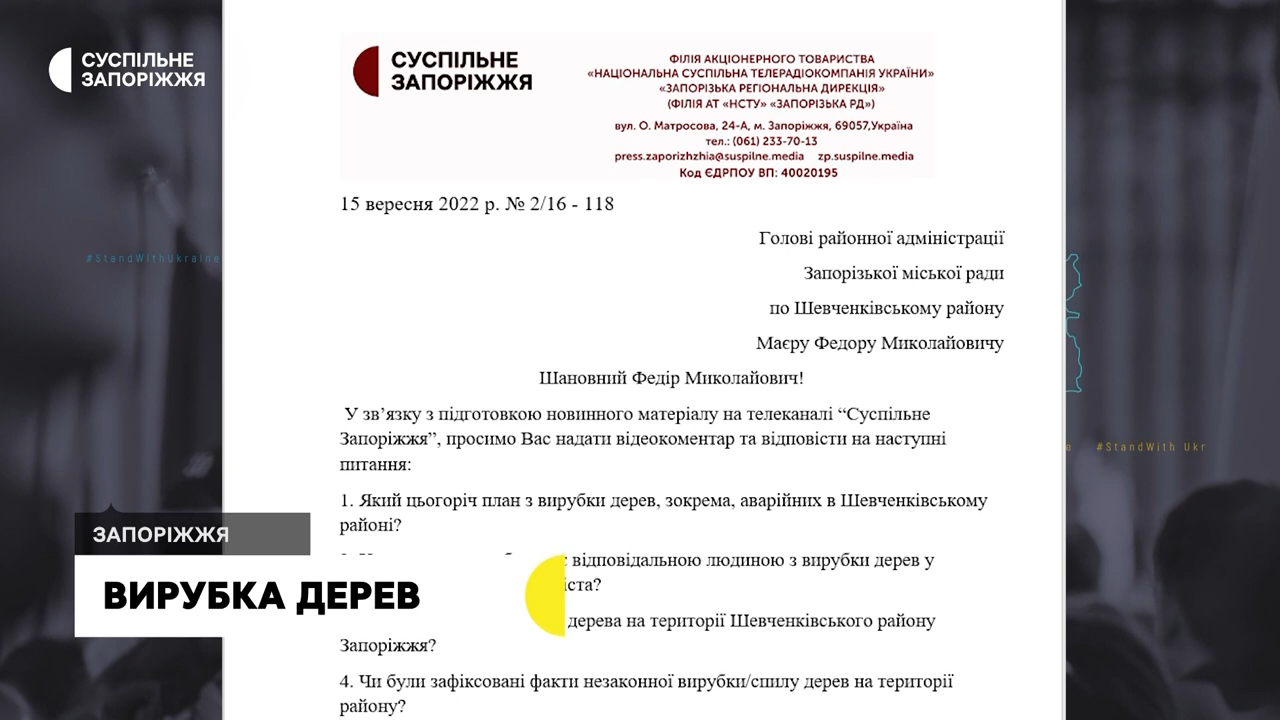 СУСПІЛЬНЕ
ЗАПОРІЖЖЯ
СУСПІЛЬНЕ
ЗАПОРІЖЖЯ
ФІЛІЯ АКЦІОНЕРНОГО ТОВАРИСТВА
«НАЦІОНАЛЬНА СУСПІЛЬНА ТЕЛЕРАДІОКОМПАНІЯ УКРАЇНИ»
«ЗАПОРІЗЬКА РЕГІОНАЛЬНА ДИРЕКЦІЯ»
(ФІЛІЯ АТ «НСТУ» «ЗАПОРІЗЬКА РД»)
вул. О. Матросова, 24-А, м. Запоріжжя, 69057,Україна
тел.: (061) 233-70-13
press.zaporizhzhia@suspilne.media zp.suspilne.media
Код ЄДРПОУ ВП: 40020195
15 вересня 2022 р. № 2/16 - 118
Голові районної адміністрації
Запорізької міської ради
по Шевченківському району
Маєру Федору Миколайовичу
Шановний Федір Миколайович!
У зв’язку з підготовкою новинного матеріалу на телеканалі “Суспільне
Запоріжжя”, просимо Вас надати відеокоментар та відповісти на наступні
питання:
1. Який цьогоріч план з вирубки дерев, зокрема, аварійних в Шевченківському
районі?
відповідальною людиною з вирубки дерев у
дерева на території Шевченківського району
Запоріжжя?
4. Чи були зафіксовані факти незаконної вирубки/спилу дерев на території
району?
#StandWithUkraine
#StandWith Ukr
ЗАПОРІЖЖЯ
ВИРУБКА ДЕРЕВ